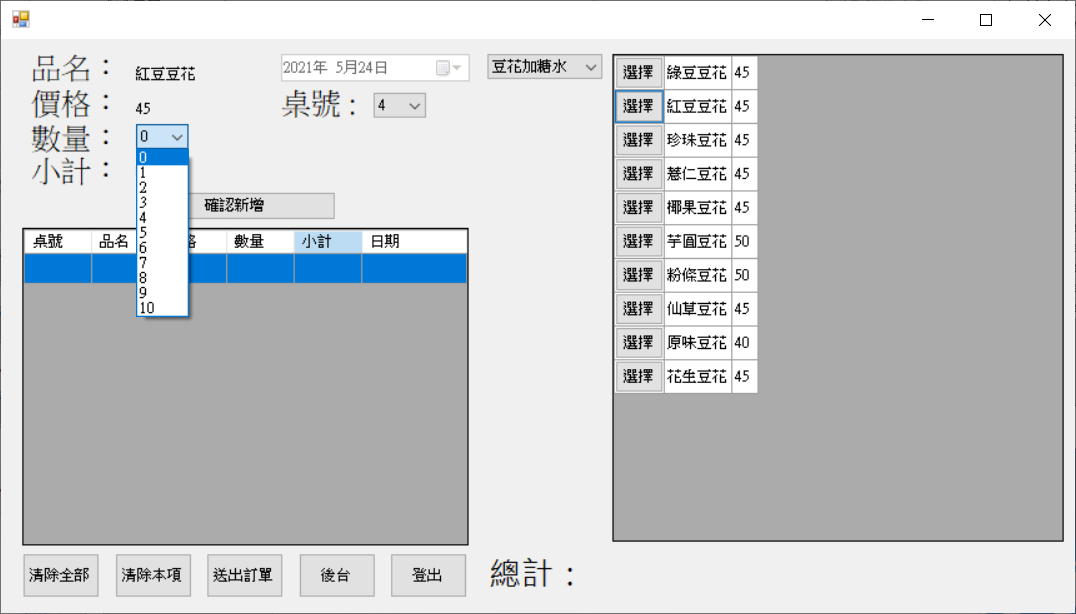 品名：
紅豆豆花
2021年 5月24日
豆花加糖水
價格：
45
桌號：
4
數量：
0
小計：
0
1
2
3
4
5
6
7
8
9
10
確認新增
桌號
品名
數量
小計
日期
選擇 綠豆豆花 45
選擇 紅豆豆花 45
選擇 珍珠豆花 45
選擇 薏仁豆花 45
選擇 椰果豆花 45
選擇 芋圓豆花 50
選擇 粉條豆花 50
選擇 仙草豆花 45
選擇 原味豆花 40
選擇 花生豆花 45
清除全部
清除本項
送出訂單
後台
登出
總計：